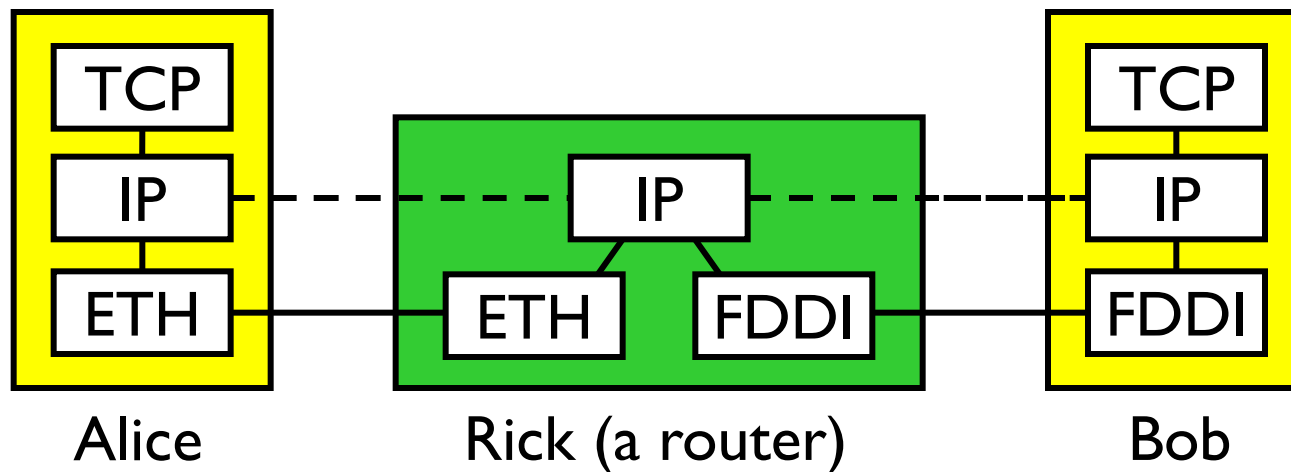 TCP
IP
ETH
Alice
IP
ETH
FDDI
Rick (a router)
TCP
IP
FDDI
Bob